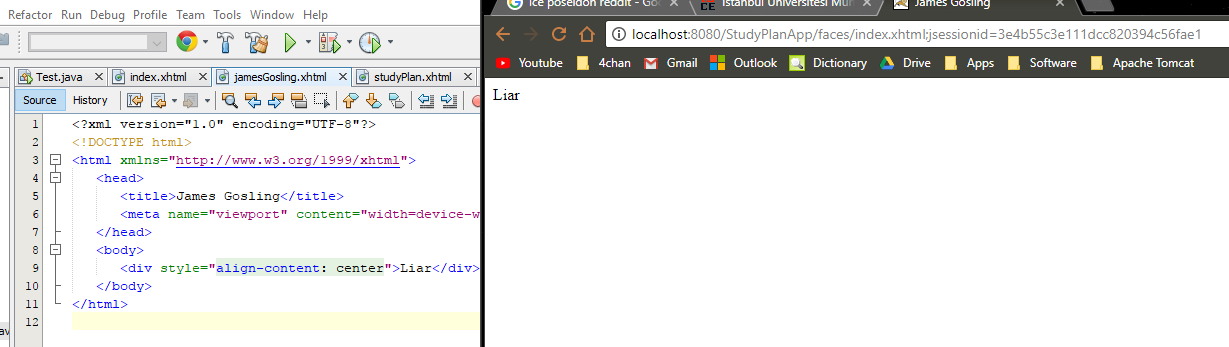 Refactor Run Debug Profile Team Tools Window Help
Test.java index.xhtml jamesGosling.xhtml studyPlan.xhtml
Source History
1 <?xml version="1.0" encoding="UTF-8"?>
2 <!DOCTYPE html>
3 <html xmlns="http://www.w3.org/1999/xhtml">
4 <head>
5 <title>James Gosling</title>
6 <meta name="viewport" content="width=device-w
7 </head>
8 <body>
9 <div style="align-content: center">Liar</div>
10 </body>
11 </html>
12
ice poseidon reddit - Goo İstanbul Üniversitesi Mür James Gosling
localhost:8080/StudyPlanApp/faces/index.xhtml;jsessionid=3e4b55c3e111dcc820394c56fae1
Youtube 4chan Gmail Outlook Dictionary Drive Apps Software Apache Tomcat
Liar